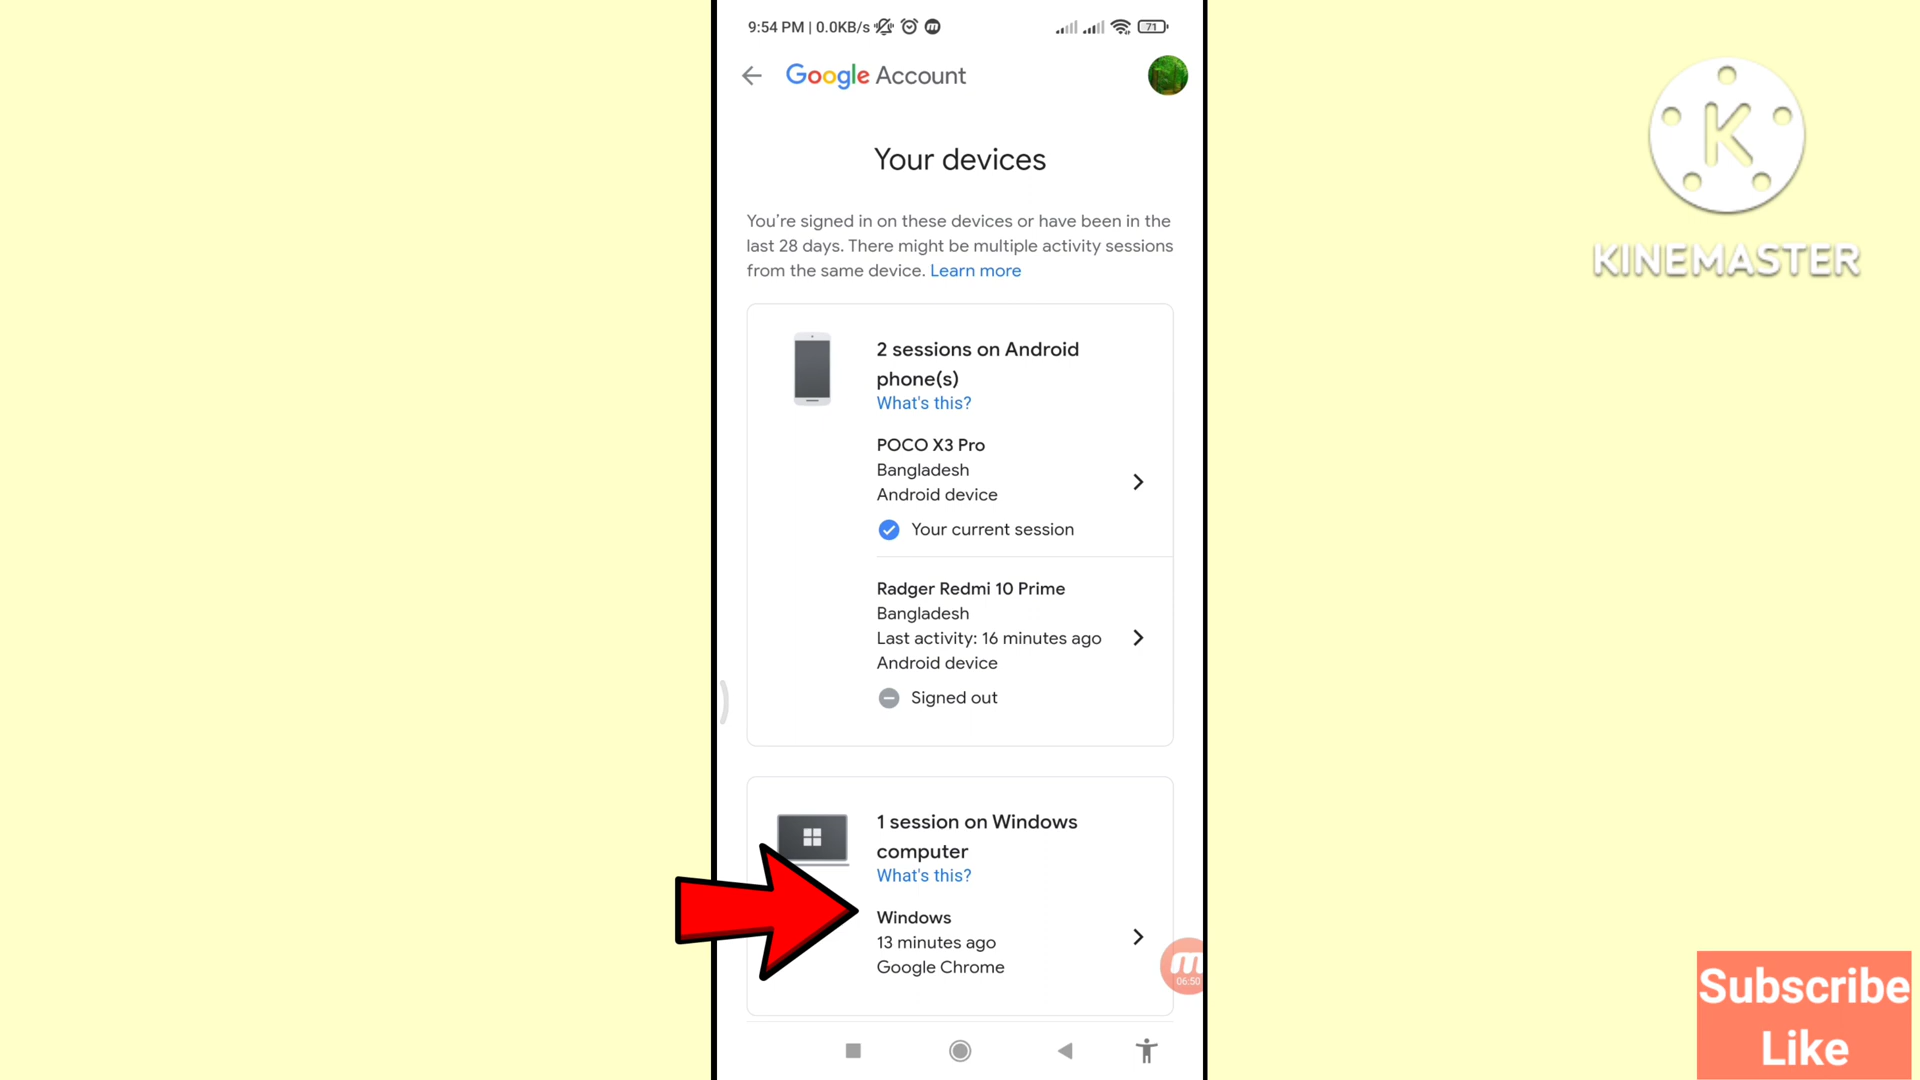 9:54 PM | 0.0KB/s
71
Google Account
Your devices
You're signed in on these devices or have been in the
last 28 days. There might be multiple activity sessions
from the same device. Learn more
2 sessions on Android
phone(s)
What's this?
POCO X3 Pro
Bangladesh
Android device
Your current session
Radger Redmi 10 Prime
Bangladesh
Last activity: 16 minutes ago
Android device
Signed out
1 session on Windows
computer
What's this?
Windows
13 minutes ago
Google Chrome
06:50
K
KINEMASTER
Subscribe
Like